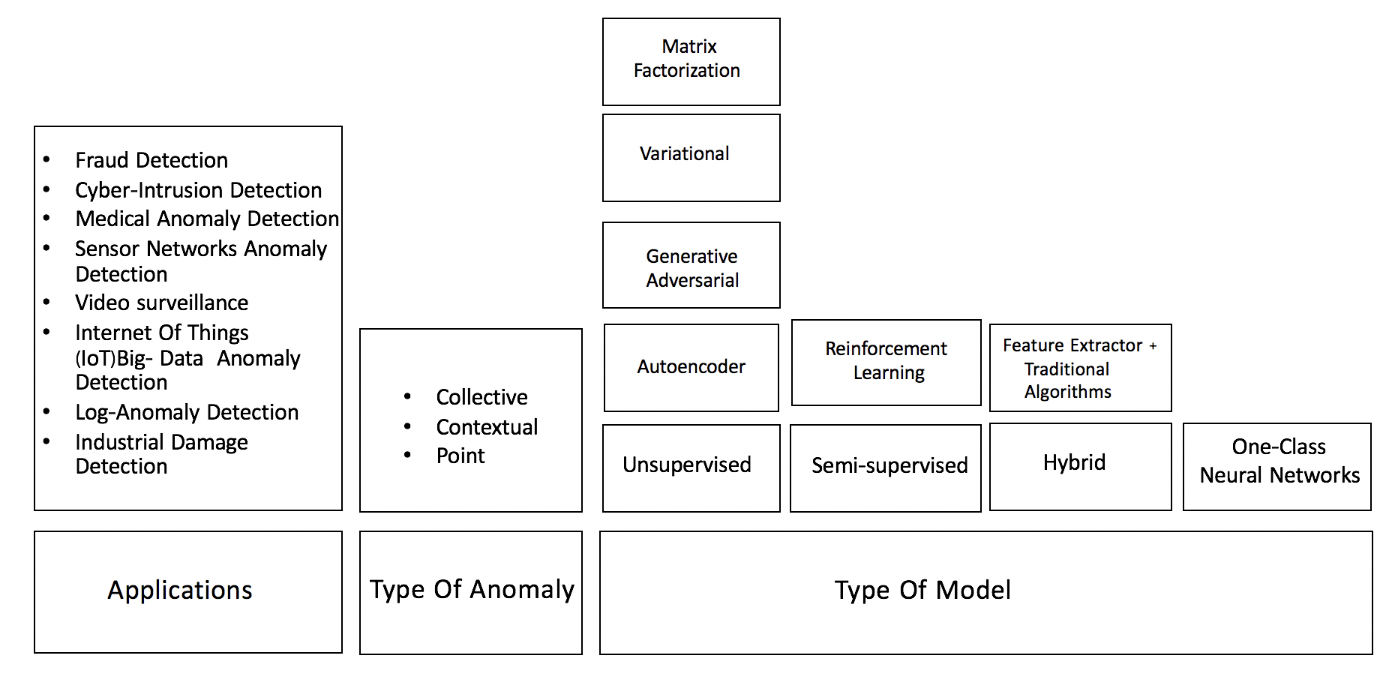 Matrix
Factorization
Variational
Generative
Adversarial
• Fraud Detection
• Cyber-Intrusion Detection
• Medical Anomaly Detection
• Sensor Networks Anomaly
Detection
• Video surveillance
• Internet Of Things
(IoT)Big- Data Anomaly
Detection
• Log-Anomaly Detection
• Industrial Damage
Detection
• Collective
• Contextual
• Point
Autoencoder
Reinforcement
Learning
Feature Extractor +
Traditional
Algorithms
Unsupervised
Semi-supervised
Hybrid
One-Class
Neural Networks
Applications
Type Of Anomaly
Type Of Model